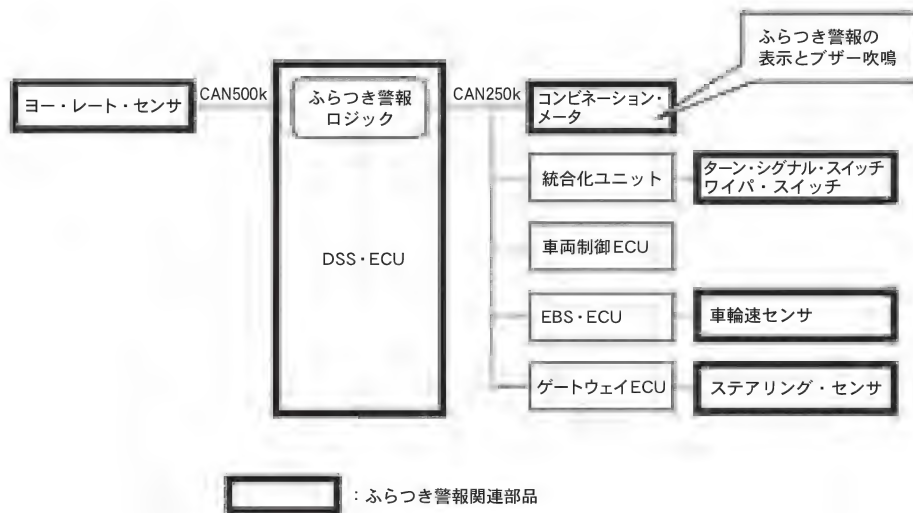 ふらつき警報の
表示とブザー吹鳴
ヨー・レート・センサ
CAN500k
ふらつき警報
ロジック
CAN250k
コンビネーション・
メータ
統合化ユニット
ターン・シグナル・スイッチ
ワイパ・スイッチ
車両制御ECU
DSS・ECU
EBS・ECU
車輪速センサ
ゲートウェイECU
ステアリング・センサ
：ふらつき警報関連部品